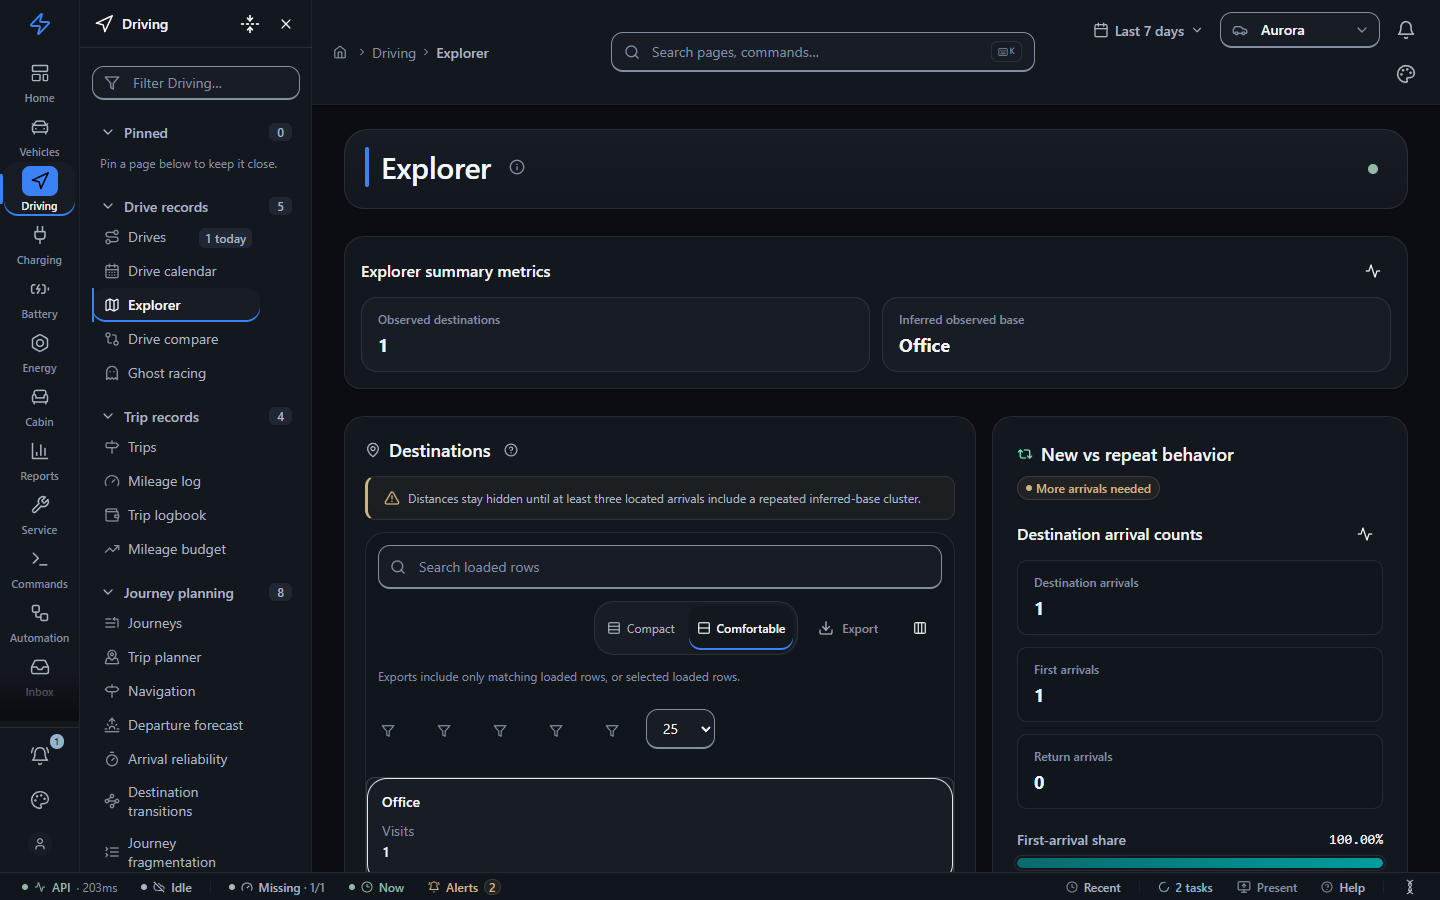 Home
Vehicles
Driving
Charging
Battery
Energy
Cabin
Reports
Service
Commands
Automation
Inbox
1
Driving
Filter Driving...
Pinned 0
Pin a page below to keep it close.
Drive records 5
Drives 1 today
Drive calendar
Explorer
Drive compare
Ghost racing
Trip records 4
Trips
Mileage log
Trip logbook
Mileage budget
Journey planning 8
Journeys
Trip planner
Navigation
Departure forecast
Arrival reliability
Destination
transitions
Journey
fragmentation
Driving Explorer
Search pages, commands... K
Last 7 days
Aurora
Explorer
Explorer summary metrics
Observed destinations
1
Inferred observed base
Office
Destinations
Distances stay hidden until at least three located arrivals include a repeated inferred-base cluster.
Search loaded rows
Compact Comfortable Export
Exports include only matching loaded rows, or selected loaded rows.
25
Office
Visits
1
New vs repeat behavior
More arrivals needed
Destination arrival counts
Destination arrivals
1
First arrivals
1
Return arrivals
0
First-arrival share 100.00%
API · 203ms Idle Missing · 1/1 Now Alerts 2 Recent 2 tasks Present Help